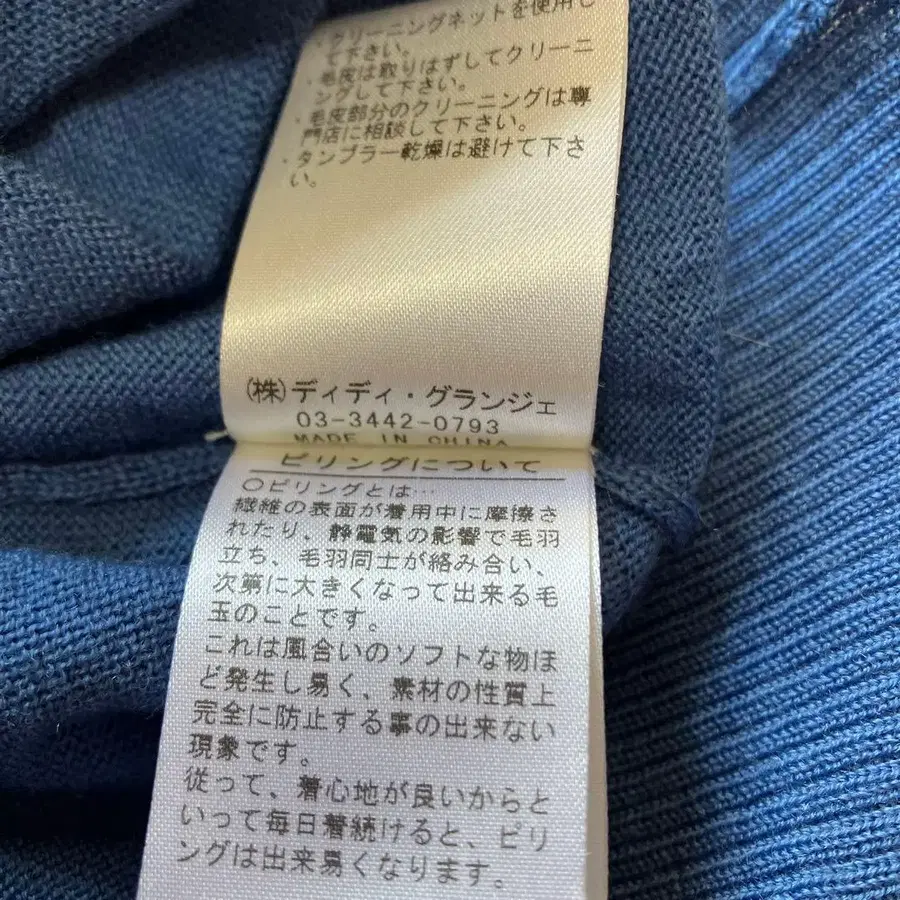 ・クリーニングネットを使用し
て下さい。
・毛皮は取りはずしてクリーニ
ングして下さい。
・毛皮部分のクリーニングは専
門店に相談して下さい。
・タンブラー乾燥は避けて下さ
い。
(株)ディディ・グランジェ
03-3442-0793
MADE IN CHINA
ピリングについて
〇ピリングとは…
繊維の表面が着用中に摩擦さ
れたり、静電気の影響で毛羽
立ち、毛羽同士が絡み合い、
次第に大きくなって出来る毛
玉のことです。
これは風合いのソフトな物ほ
ど発生し易く、素材の性質上
完全に防止する事の出来ない
現象です。
従って、着心地が良いからと
いって毎日着続けると、ピリ
ングは出来易くなります。